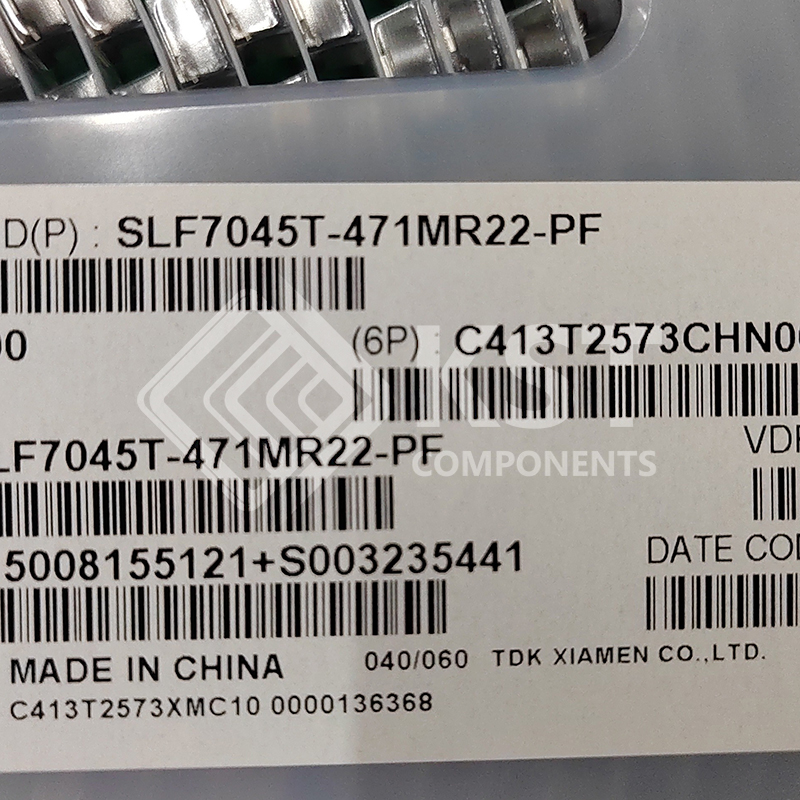 D(P) : SLF7045T-471MR22-PF
(6P) : C413T2573CHN0
LF7045T-471MR22-PF
VD
5008155121+S003235441
DATE COD
MADE IN CHINA 040/060 TDK XIAMEN CO.,LTD.
C413T2573XMC10 0000136368
KST
COMPONENTS